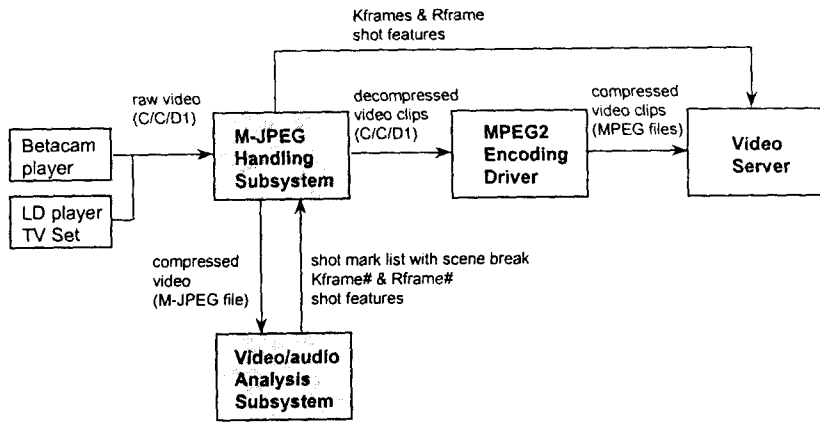 Kframes & Rframe
shot features
raw video
(C/C/D1)
decompressed
video clips
(C/C/D1)
compressed
video clips
(MPEG files)
Betacam
player
LD player
TV Set
M-JPEG
Handling
Subsystem
MPEG2
Encoding
Driver
Video
Server
compressed
video
(M-JPEG file)
shot mark list with scene break
Kframe# & Rframe#
shot features
Video/audio
Analysis
Subsystem